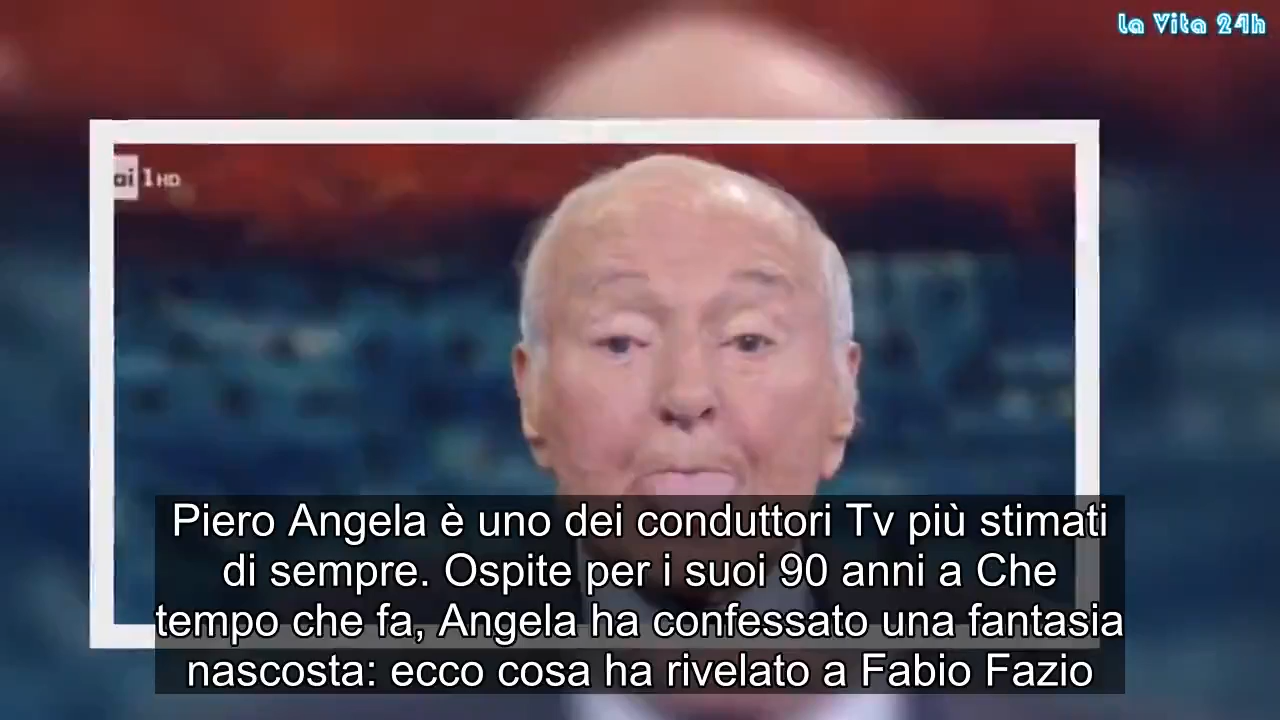 la Vita 24h
ai 1 HD
Piero Angela è uno dei conduttori Tv più stimati
di sempre. Ospite per i suoi 90 anni a Che
tempo che fa, Angela ha confessato una fantasia
nascosta: ecco cosa ha rivelato a Fabio Fazio